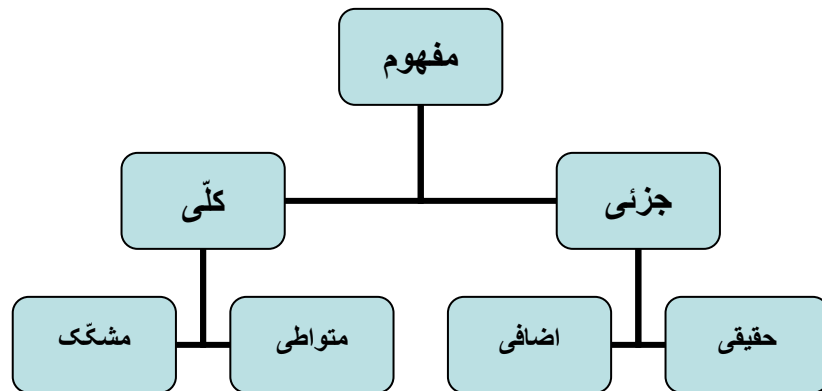 مفهوم
جزئی
کلّی
حقیقی
اضافی
متواطی
مشکّک